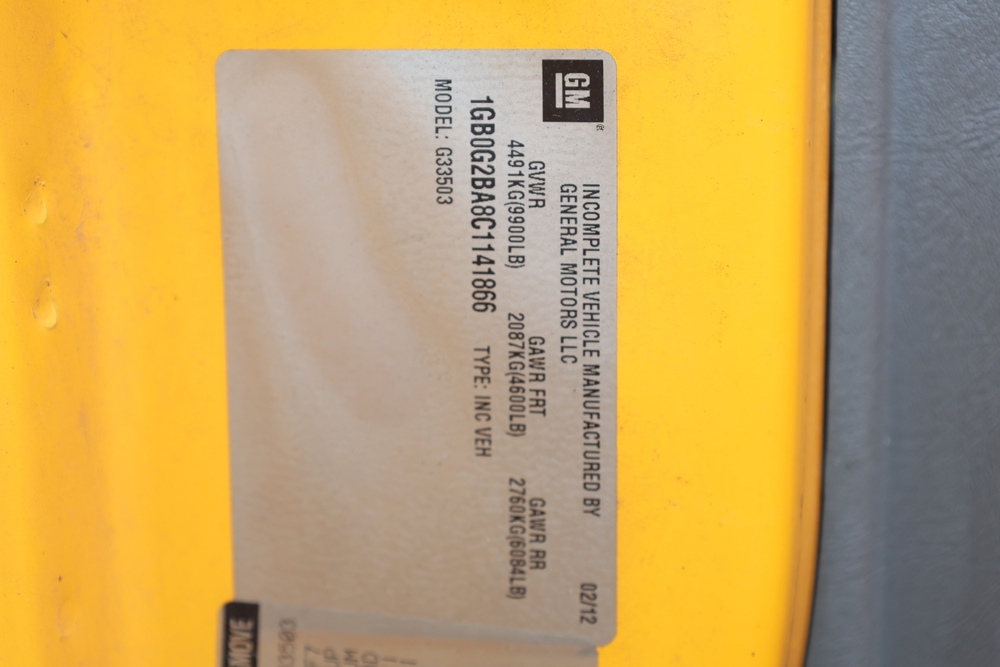 GM
INCOMPLETE VEHICLE MANUFACTURED BY
GENERAL MOTORS LLC 02/12
GVWR GAWR FRT GAWR RR
4491KG(9900LB) 2087KG(4600LB) 2760KG(6084LB)
1GB0G2BA8C1141866 TYPE: INC VEH
MODEL: G33503